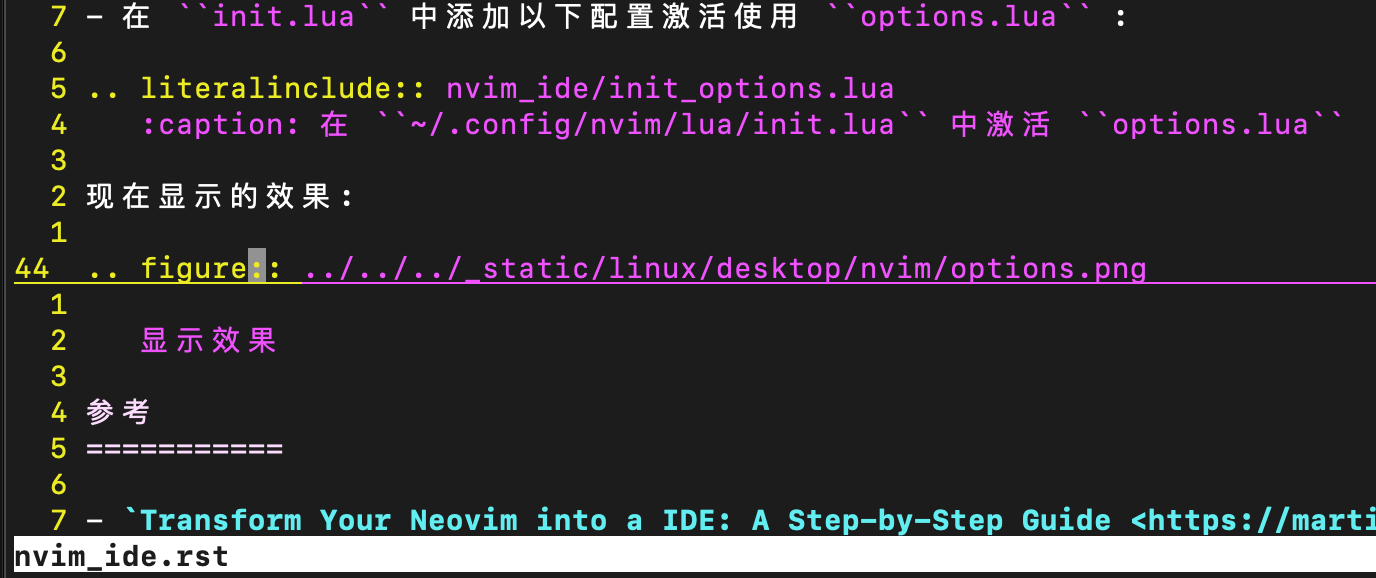 7 - 在 ``init.lua`` 中添加以下配置激活使用 ``options.lua`` :
6
5 .. literalinclude:: nvim_ide/init_options.lua
4    :caption: 在 ``~/.config/nvim/lua/init.lua`` 中激活 ``options.lua``
3
2 现在显示的效果:
1
44  .. figure:: ../../../_static/linux/desktop/nvim/options.png
1
2    显示效果
3
4 参考
5 ===========
6
7 - `Transform Your Neovim into a IDE: A Step-by-Step Guide <https://marti
nvim_ide.rst